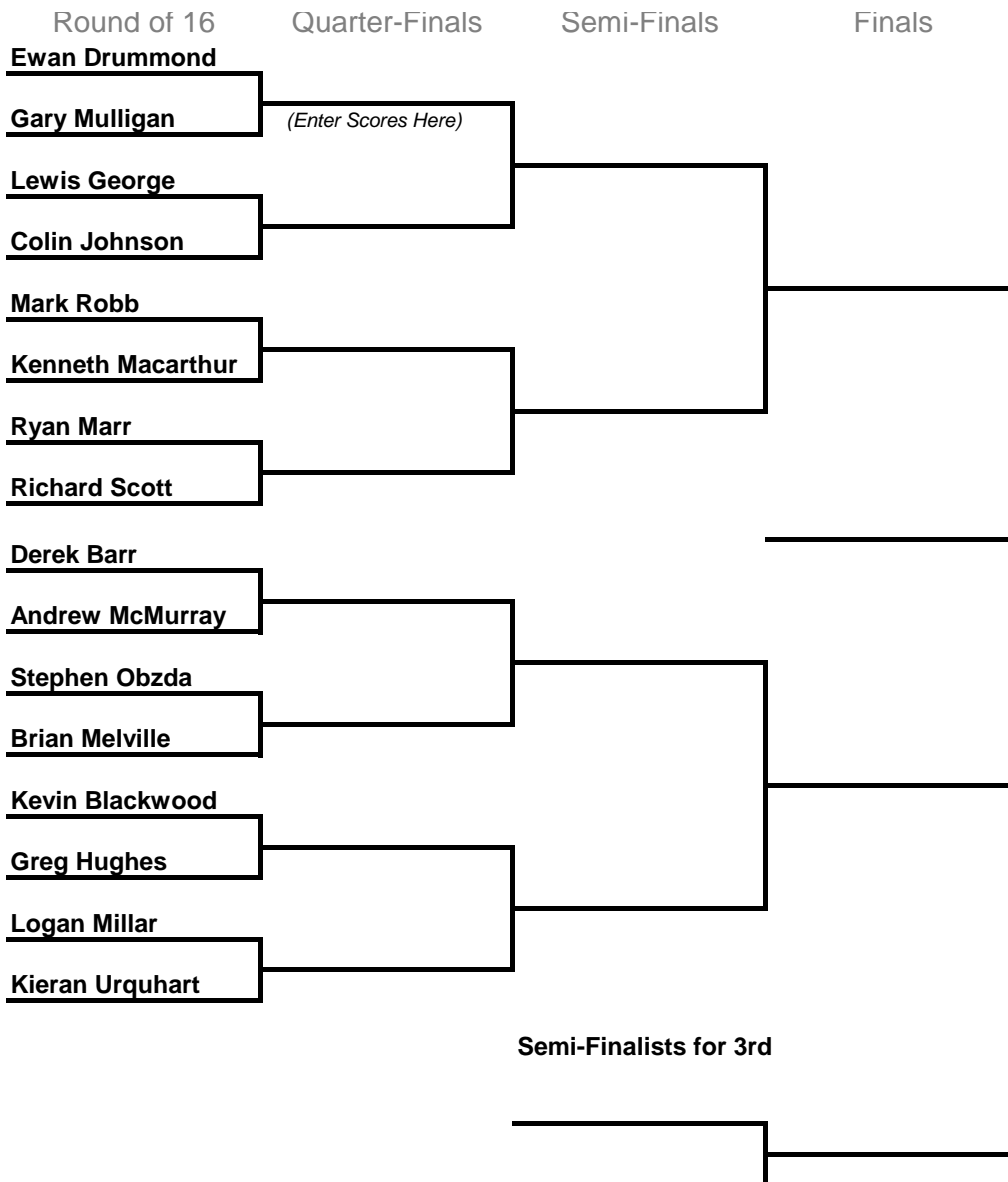 Round of 16 Quarter-Finals Semi-Finals Finals
Ewan Drummond
Gary Mulligan
(Enter Scores Here)
Lewis George
Colin Johnson
Mark Robb
Kenneth Macarthur
Ryan Marr
Richard Scott
Derek Barr
Andrew McMurray
Stephen Obzda
Brian Melville
Kevin Blackwood
Greg Hughes
Logan Millar
Kieran Urquhart
Semi-Finalists for 3rd